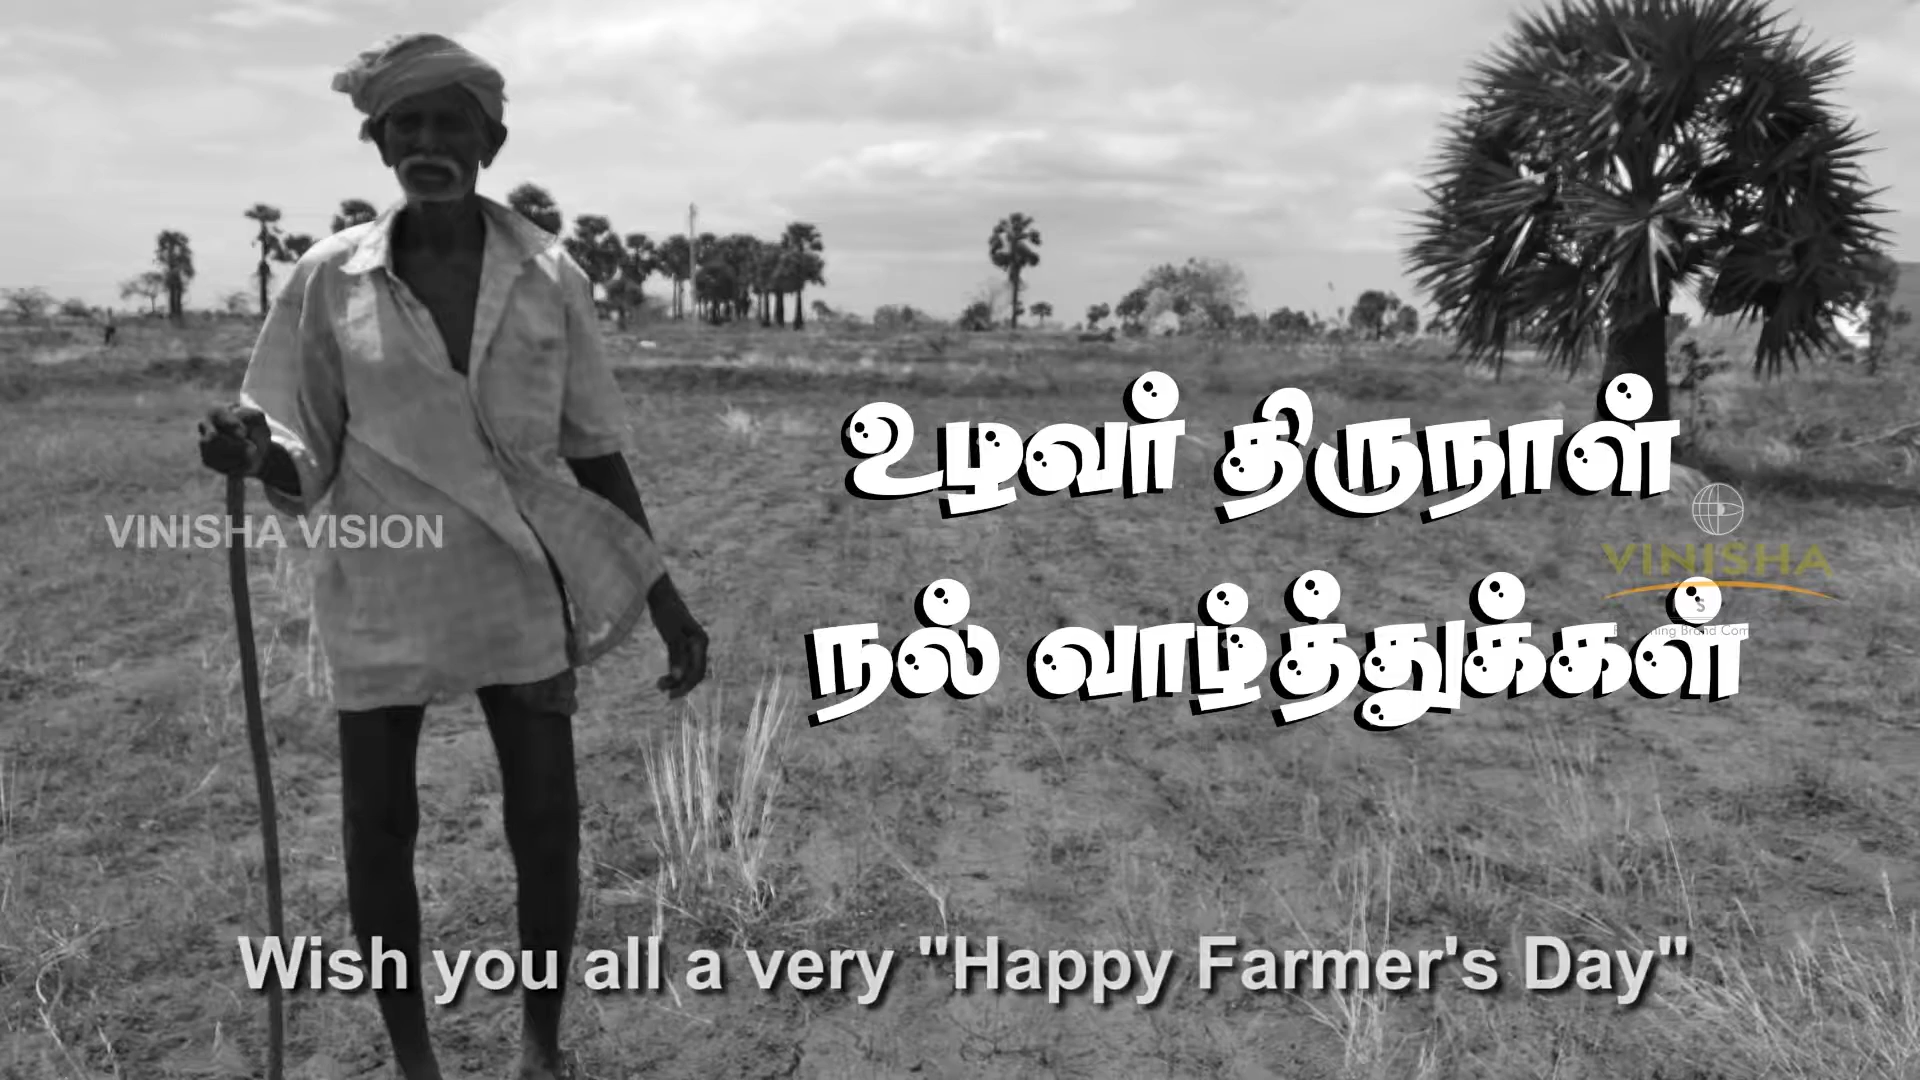 உழவர் திருநாள்
VINISHA VISION
VINISHA
நல் வாழ்த்துக்கள்
Wish you all a very "Happy Farmer's Day"